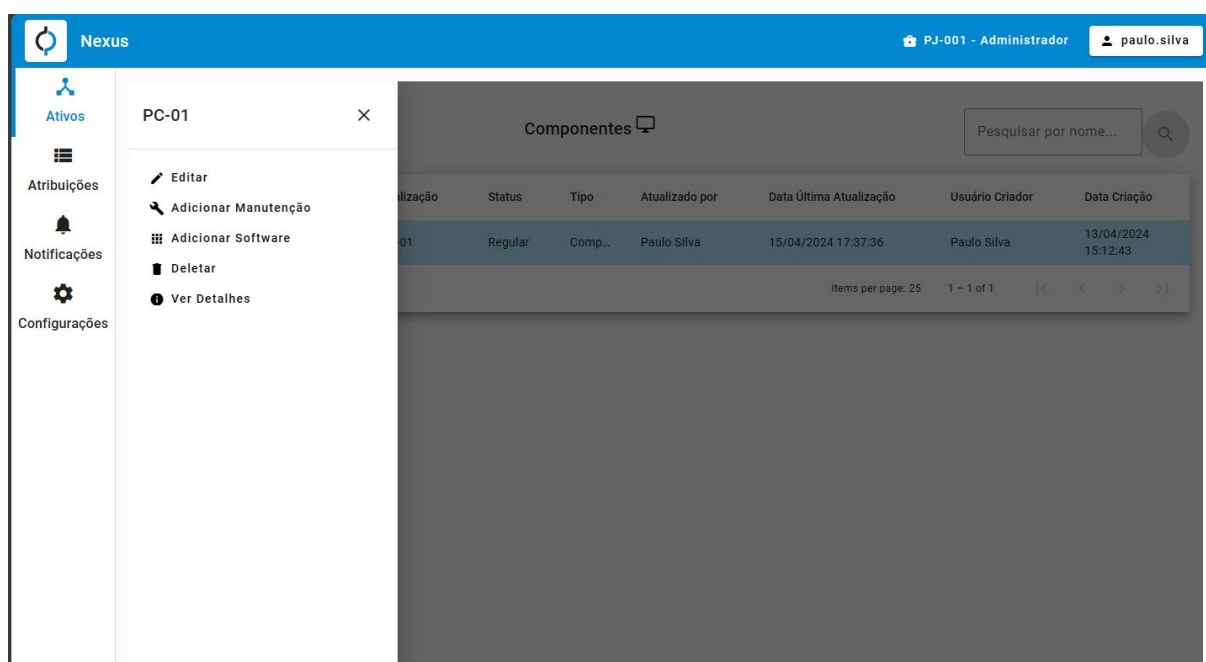 Nexus
PJ-001 - Administrador
paulo.silva
Ativos
Atribuições
Notificações
Configurações
PC-01
Editar
Adicionar Manutenção
Adicionar Software
Deletar
Ver Detalhes
Componentes
Pesquisar por nome...
Status Tipo Atualizado por Data Última Atualização Usuário Criador Data Criação
-01 Regular Comp... Paulo Silva 15/04/2024 17:37:36 Paulo Silva 13/04/2024
15:12:43
Items per page: 25 1 – 1 of 1